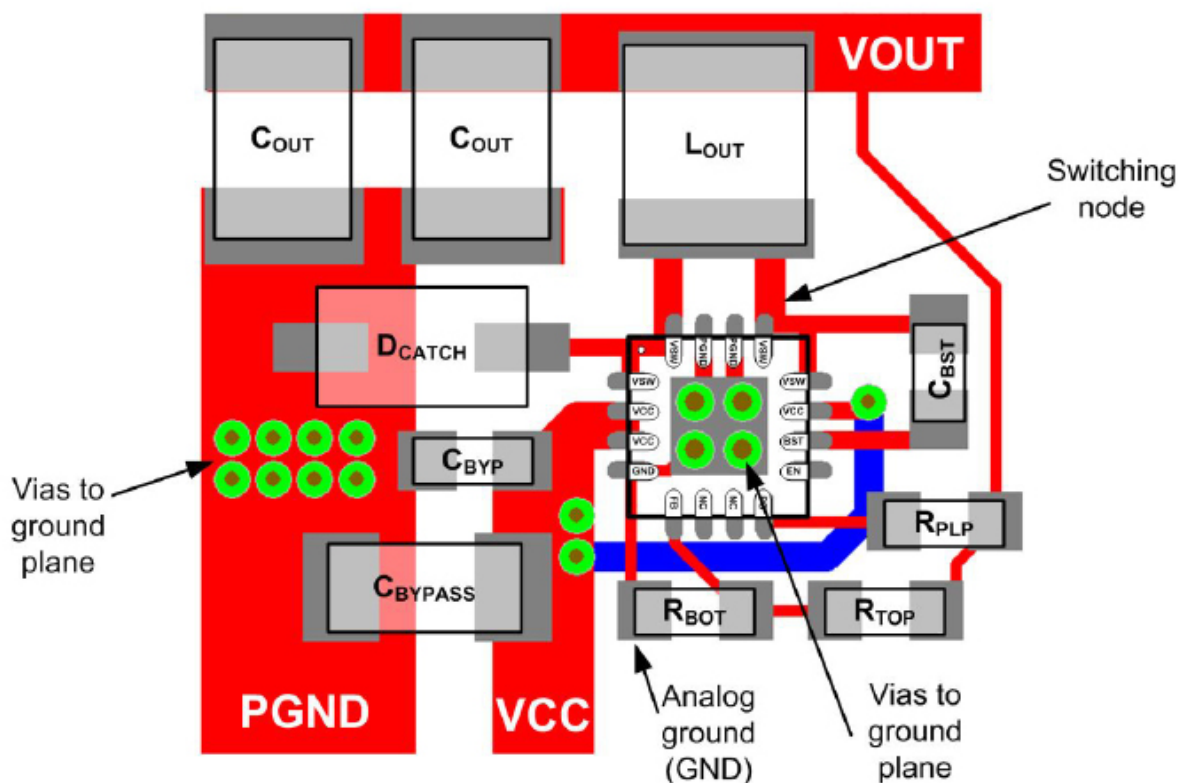 VOUT
COUT
COUT
LOUT
Switching
node
DCATCH
CBST
VSW
PGND
PGND
VSW
VSW
VCC
VCC
GND
VSW
VCC
BST
EN
FB
NC
NC
CBYP
Vias to
ground
plane
RPLP
CBYPASS
RBOT
RTOP
PGND
VCC
Analog
ground
(GND)
Vias to
ground
plane